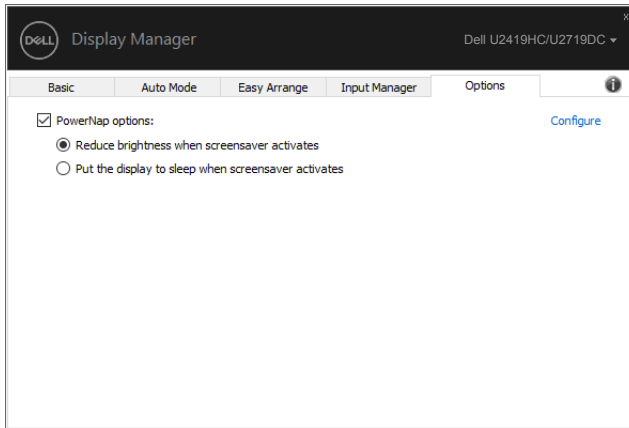 DELL Display Manager Dell U2419HC/U2719DC
Basic Auto Mode Easy Arrange Input Manager Options
PowerNap options: Configure
Reduce brightness when screensaver activates
Put the display to sleep when screensaver activates